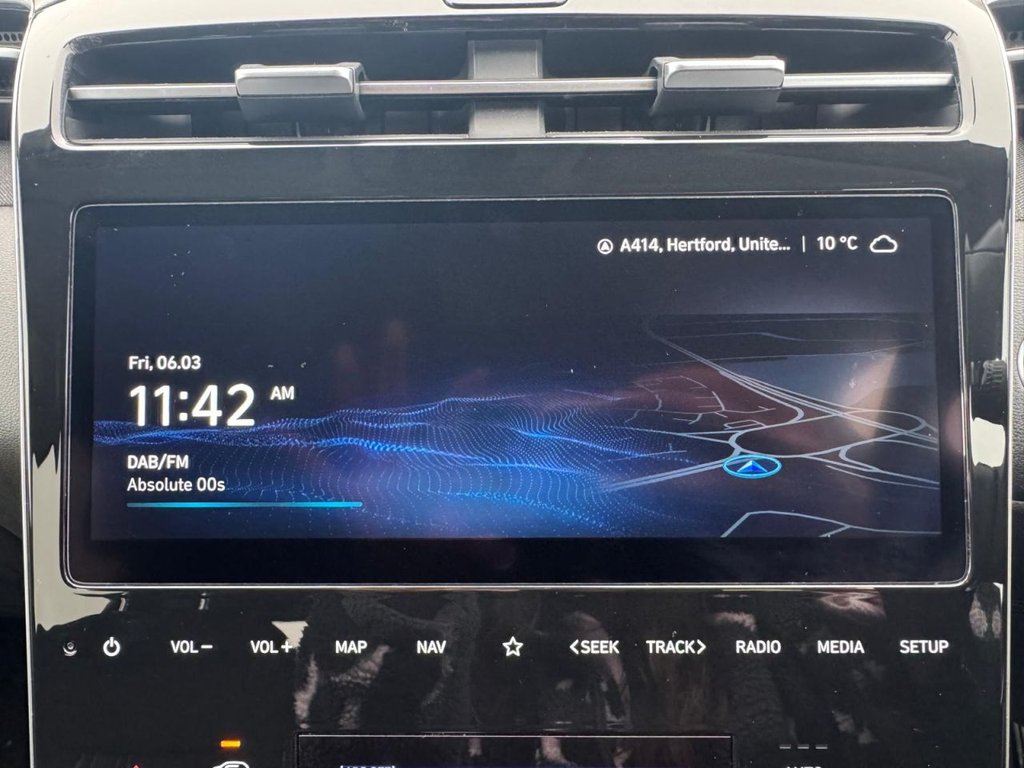 A414, Hertford, Unite... | 10 °C
Fri, 06.03
11:42 AM
DAB/FM
Absolute 00s
VOL− VOL+ MAP NAV <SEEK TRACK> RADIO MEDIA SETUP